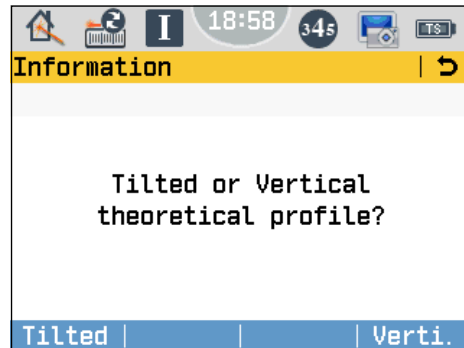 I 18:58 345 TS
Information
Tilted or Vertical
theoretical profile?
Tilted Verti.